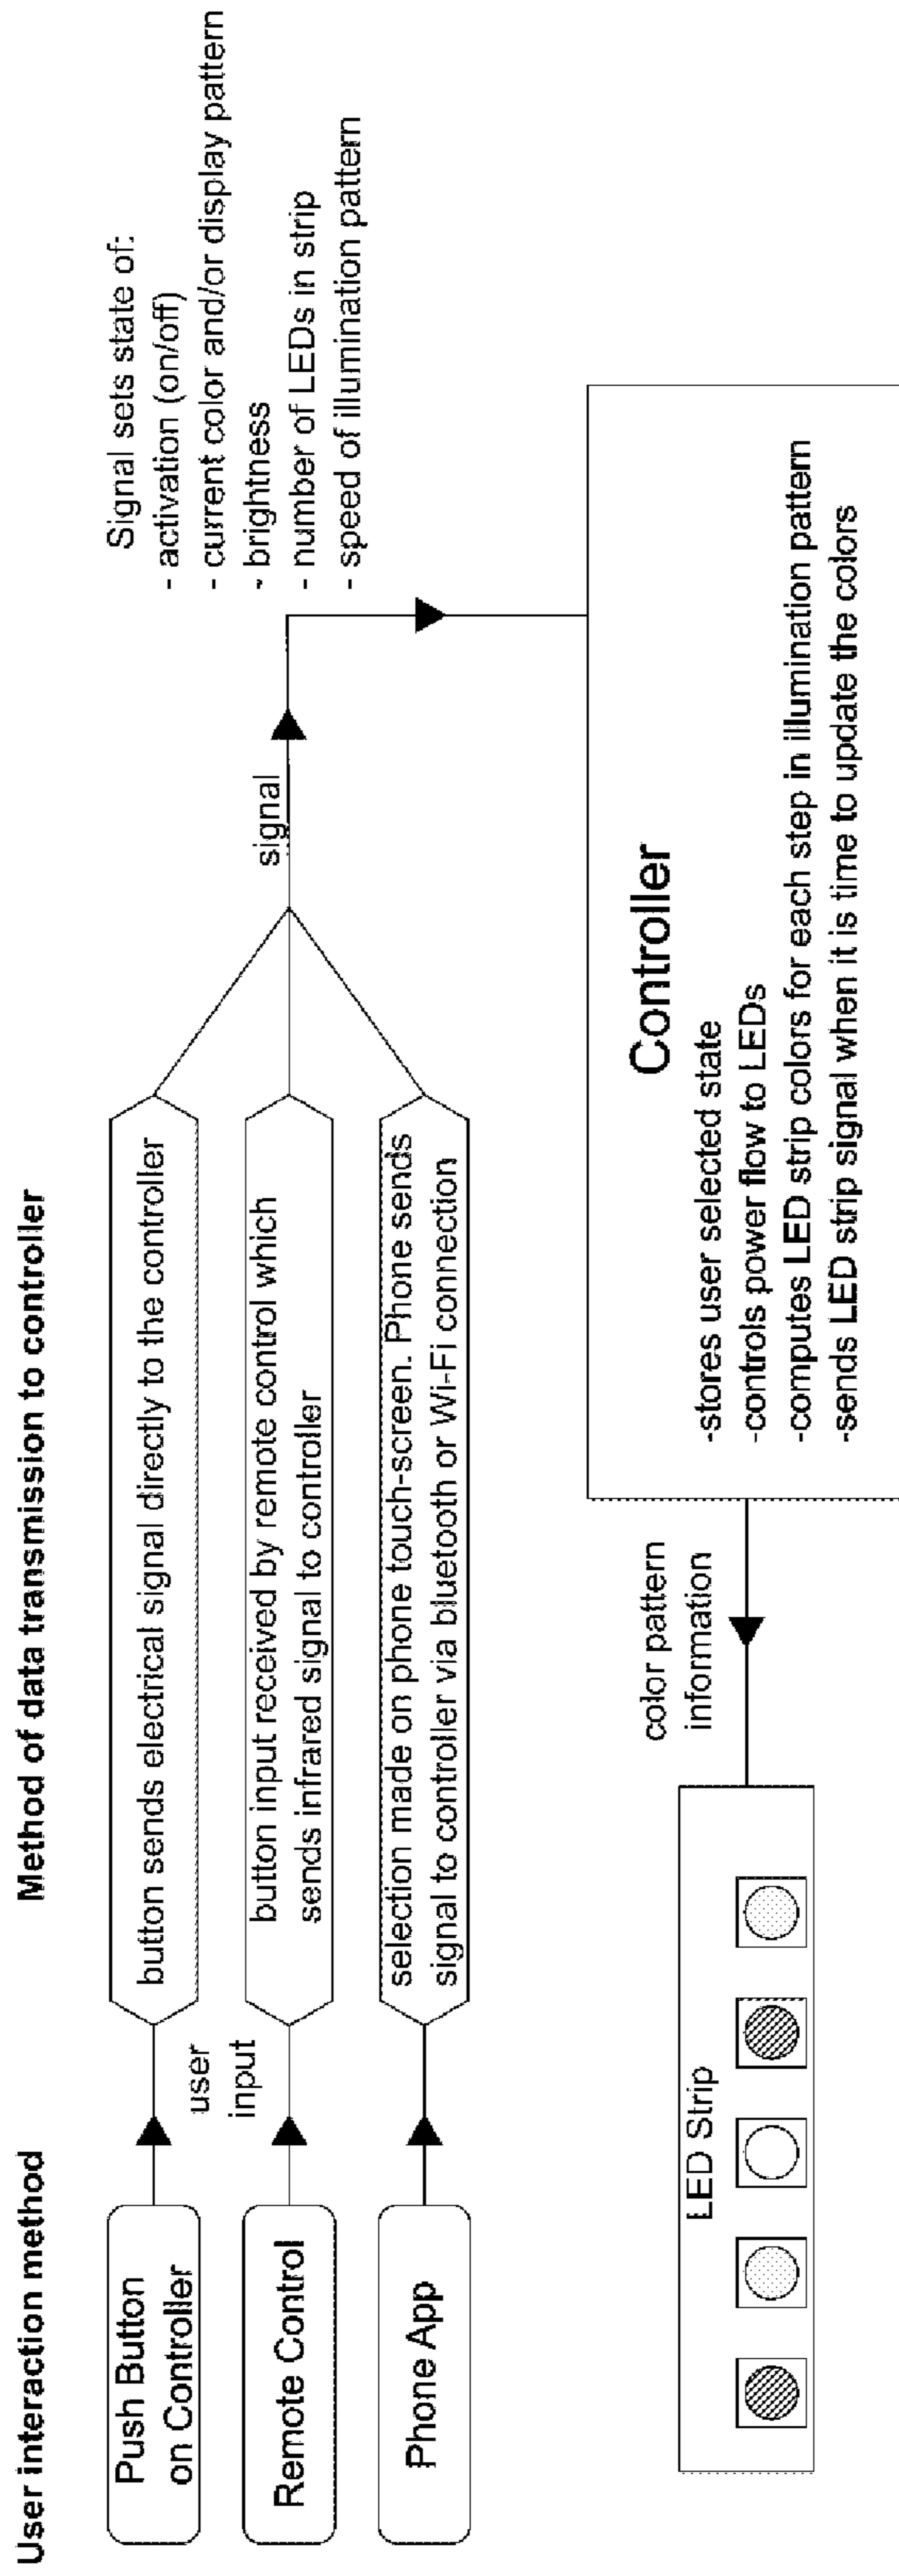 User interaction method
Method of data transmission to controller
Push Button
on Controller
Remote Control
Phone App
user
input
button sends electrical signal directly to the controller
button input received by remote control which
sends infrared signal to controller
selection made on phone touch-screen. Phone sends
signal to controller via bluetooth or Wi-Fi connection
signal
Signal sets state of:
- activation (on/off)
- current color and/or display pattern
- brightness
- number of LEDs in strip
- speed of illumination pattern
Controller
-stores user selected state
-controls power flow to LEDs
-computes LED strip colors for each step in illumination pattern
-sends LED strip signal when it is time to update the colors
color pattern
information
LED Strip